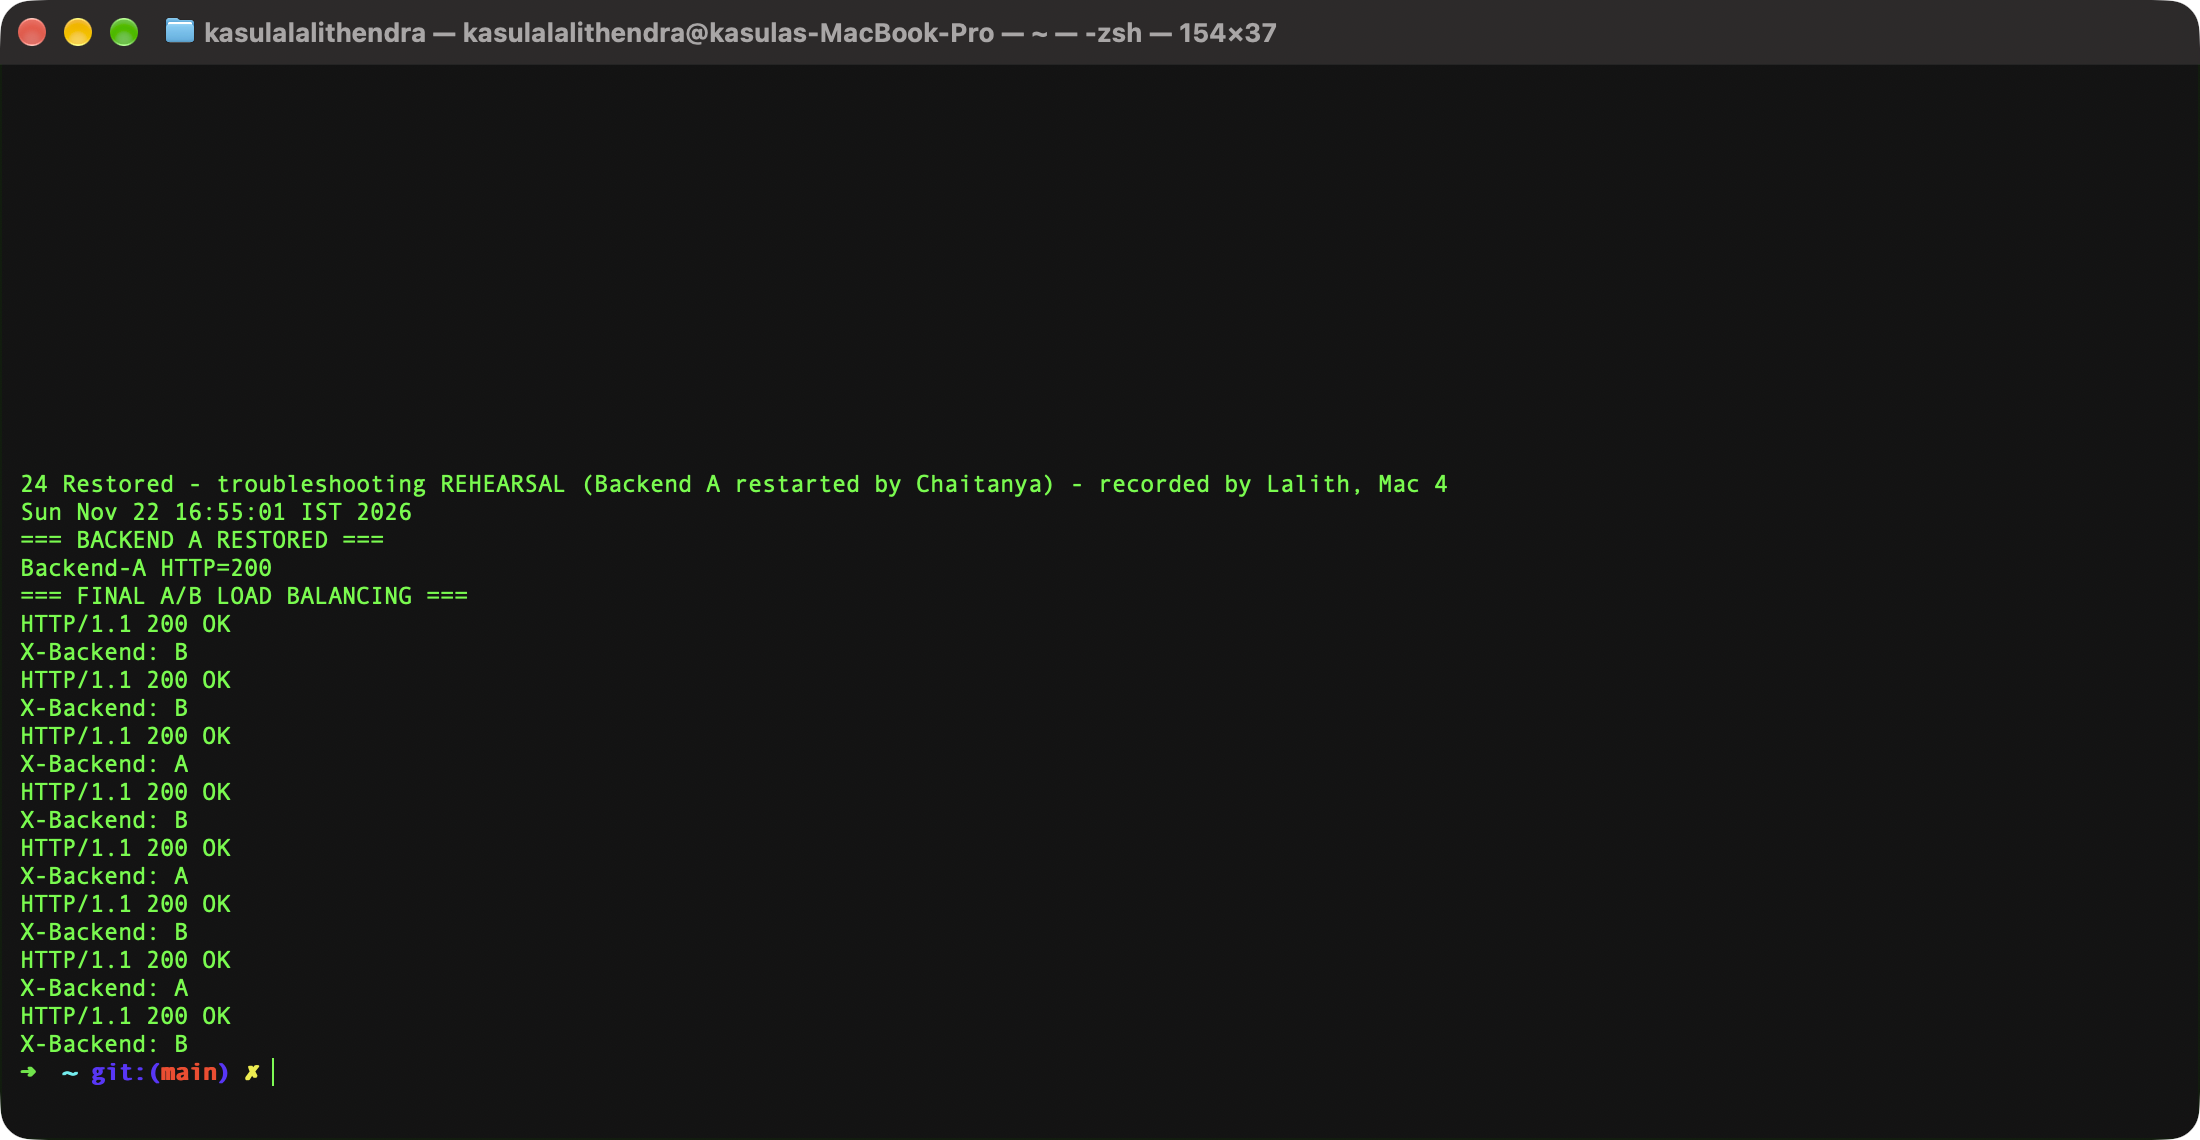 kasulalalithendra — kasulalalithendra@kasulas-MacBook-Pro — ~ — -zsh — 154×37
24 Restored - troubleshooting REHEARSAL (Backend A restarted by Chaitanya) - recorded by Lalith, Mac 4
Sun Nov 22 16:55:01 IST 2026
=== BACKEND A RESTORED ===
Backend-A HTTP=200
=== FINAL A/B LOAD BALANCING ===
HTTP/1.1 200 OK
X-Backend: B
HTTP/1.1 200 OK
X-Backend: B
HTTP/1.1 200 OK
X-Backend: A
HTTP/1.1 200 OK
X-Backend: B
HTTP/1.1 200 OK
X-Backend: A
HTTP/1.1 200 OK
X-Backend: B
HTTP/1.1 200 OK
X-Backend: A
HTTP/1.1 200 OK
X-Backend: B
➜  ~ git:(main) ✗